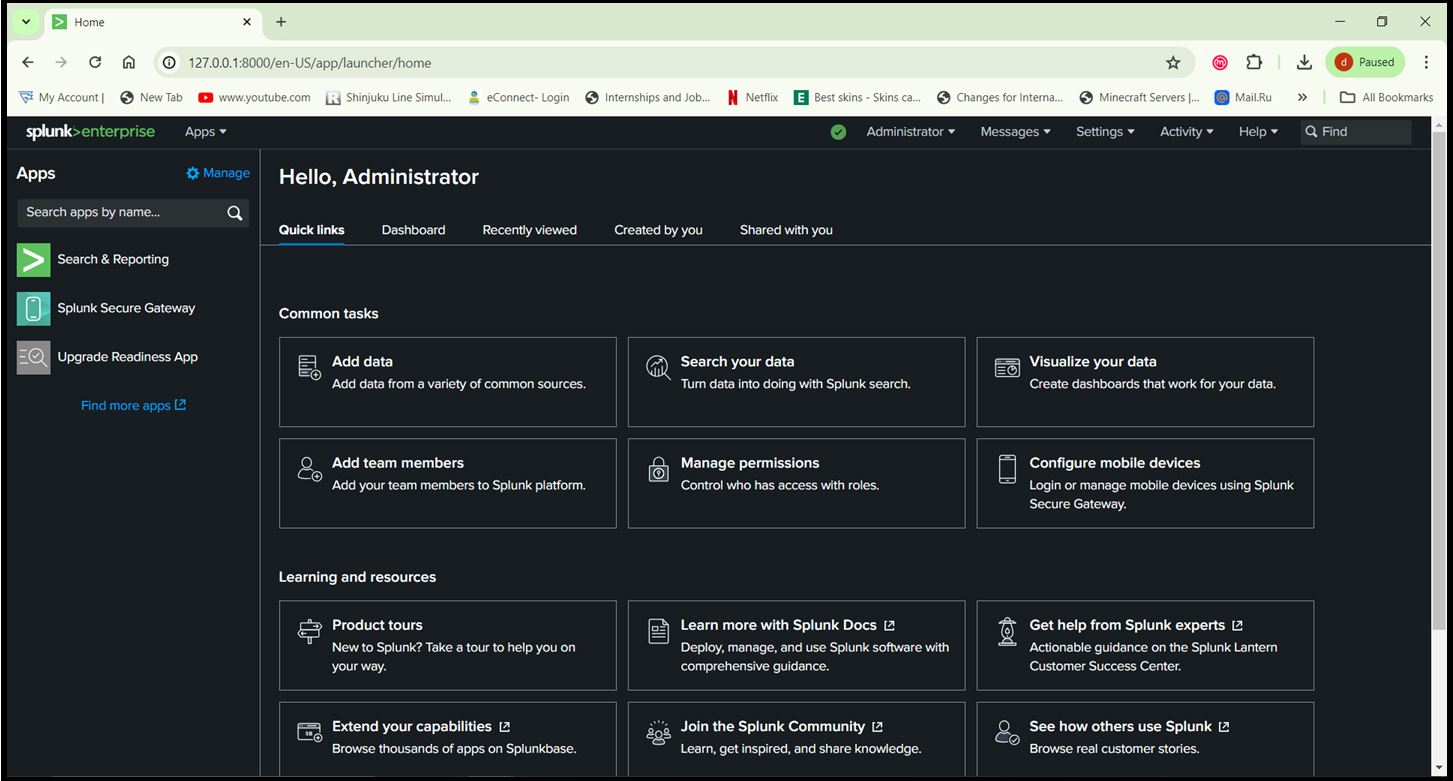 Home
127.0.0.1:8000/en-US/app/launcher/home
d Paused
My Account | New Tab www.youtube.com Shinjuku Line Simul... eConnect- Login Internships and Job... Netflix Best skins - Skins ca... Changes for Interna... Minecraft Servers |... Mail.Ru » All Bookmarks
splunk>enterprise Apps Administrator Messages Settings Activity Help Find
Apps Manage
Search apps by name...
Search & Reporting
Splunk Secure Gateway
Upgrade Readiness App
Find more apps
Hello, Administrator
Quick links Dashboard Recently viewed Created by you Shared with you
Common tasks
Add data
Add data from a variety of common sources.
Search your data
Turn data into doing with Splunk search.
Visualize your data
Create dashboards that work for your data.
Add team members
Add your team members to Splunk platform.
Manage permissions
Control who has access with roles.
Configure mobile devices
Login or manage mobile devices using Splunk
Secure Gateway.
Learning and resources
Product tours
New to Splunk? Take a tour to help you on
your way.
Learn more with Splunk Docs
Deploy, manage, and use Splunk software with
comprehensive guidance.
Get help from Splunk experts
Actionable guidance on the Splunk Lantern
Customer Success Center.
Extend your capabilities
Browse thousands of apps on Splunkbase.
Join the Splunk Community
Learn, get inspired, and share knowledge.
See how others use Splunk
Browse real customer stories.